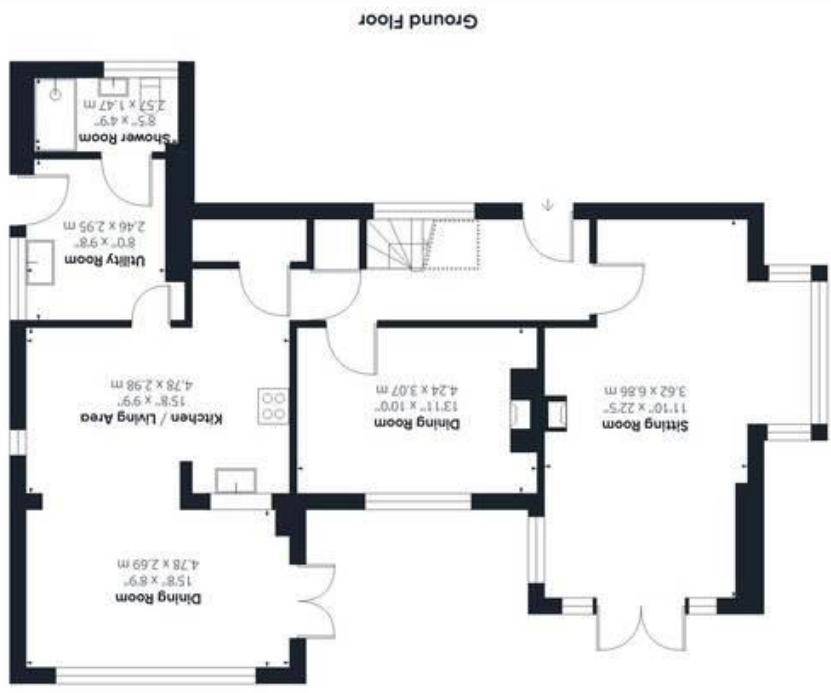 Dining Room
15'8" x 8'9"
4.78 x 2.69 m
Sitting Room
11'10" x 22'5"
3.62 x 6.86 m
Dining Room
13'11" x 10'0"
4.24 x 3.07 m
Kitchen / Living Area
15'8" x 9'9"
4.78 x 2.98 m
Utility Room
8'0" x 9'8"
2.46 x 2.95 m
Shower Room
8'5" x 4'9"
2.57 x 1.47 m
Ground Floor